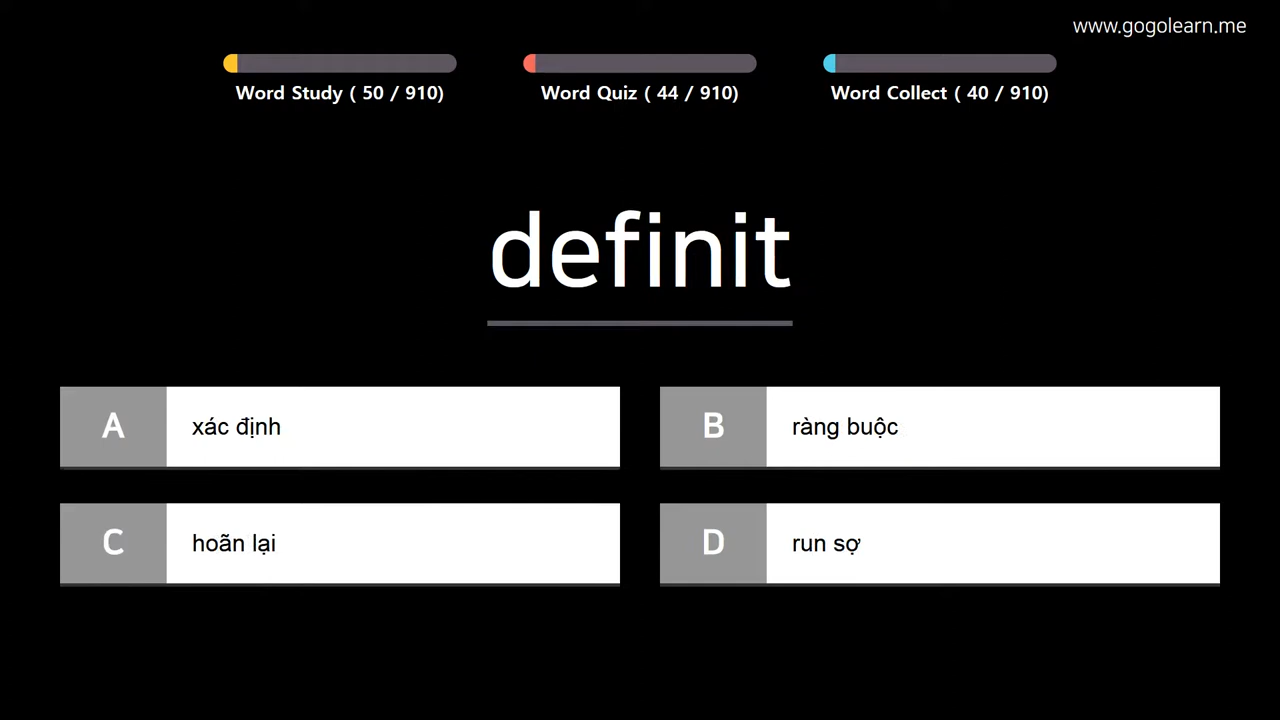 www.gogolearn.me
Word Study ( 50 / 910)
Word Quiz ( 44 / 910)
Word Collect ( 40 / 910)
definit
A xác định
B ràng buộc
C hoãn lại
D run sợ